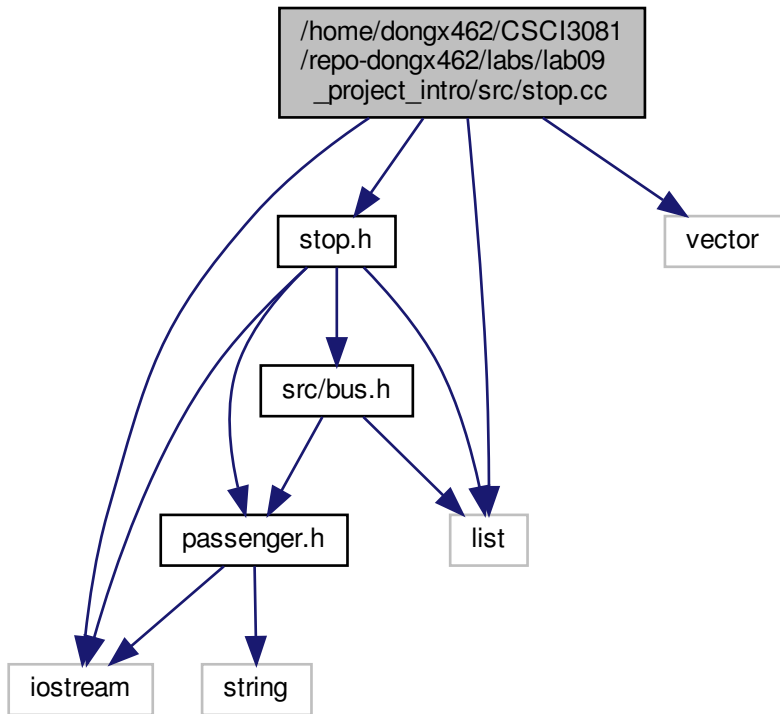 /home/dongx462/CSCI3081
/repo-dongx462/labs/lab09
_project_intro/src/stop.cc
stop.h
vector
src/bus.h
passenger.h
list
iostream
string